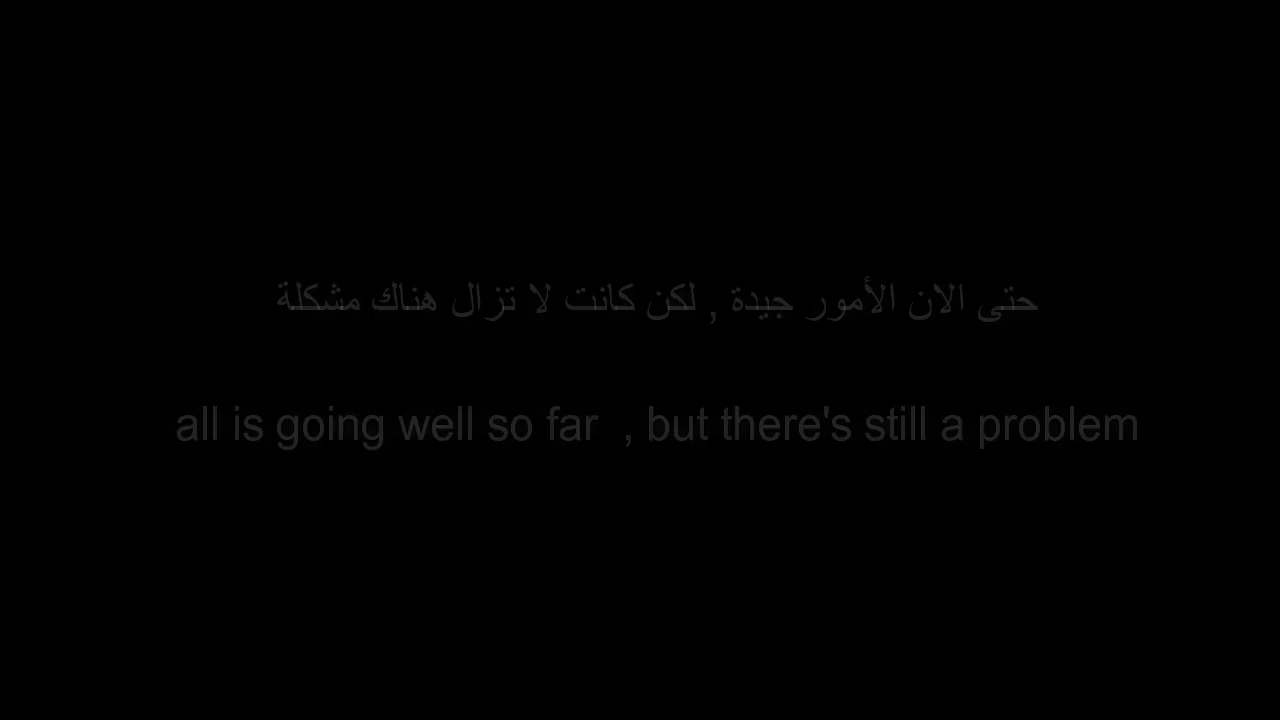 حتى الان الأمور جيدة , لكن كانت لا تزال هناك مشكلة
all is going well so far  , but there's still a problem